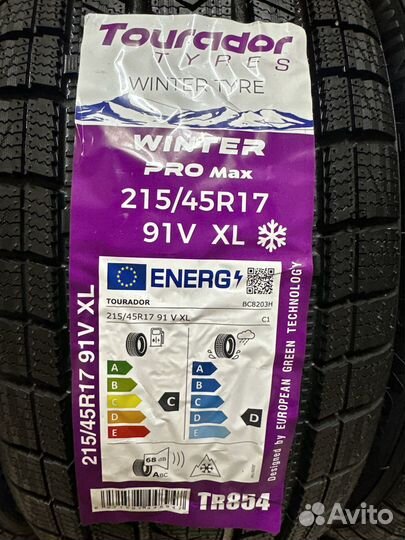 Tourador
TYRES
WINTER TYRE
WINTER
PRO Max
215/45R17
91V XL
ENERG
TOURADOR
BC8203H
215/45R17 91 V XL
C1
A
B
C
D
E
C
A
B
C
D
E
D
68 dB
ABC
TR854
215/45R17 91V XL
Designed by EUROPEAN GREEN TECHNOLOGY
Avito